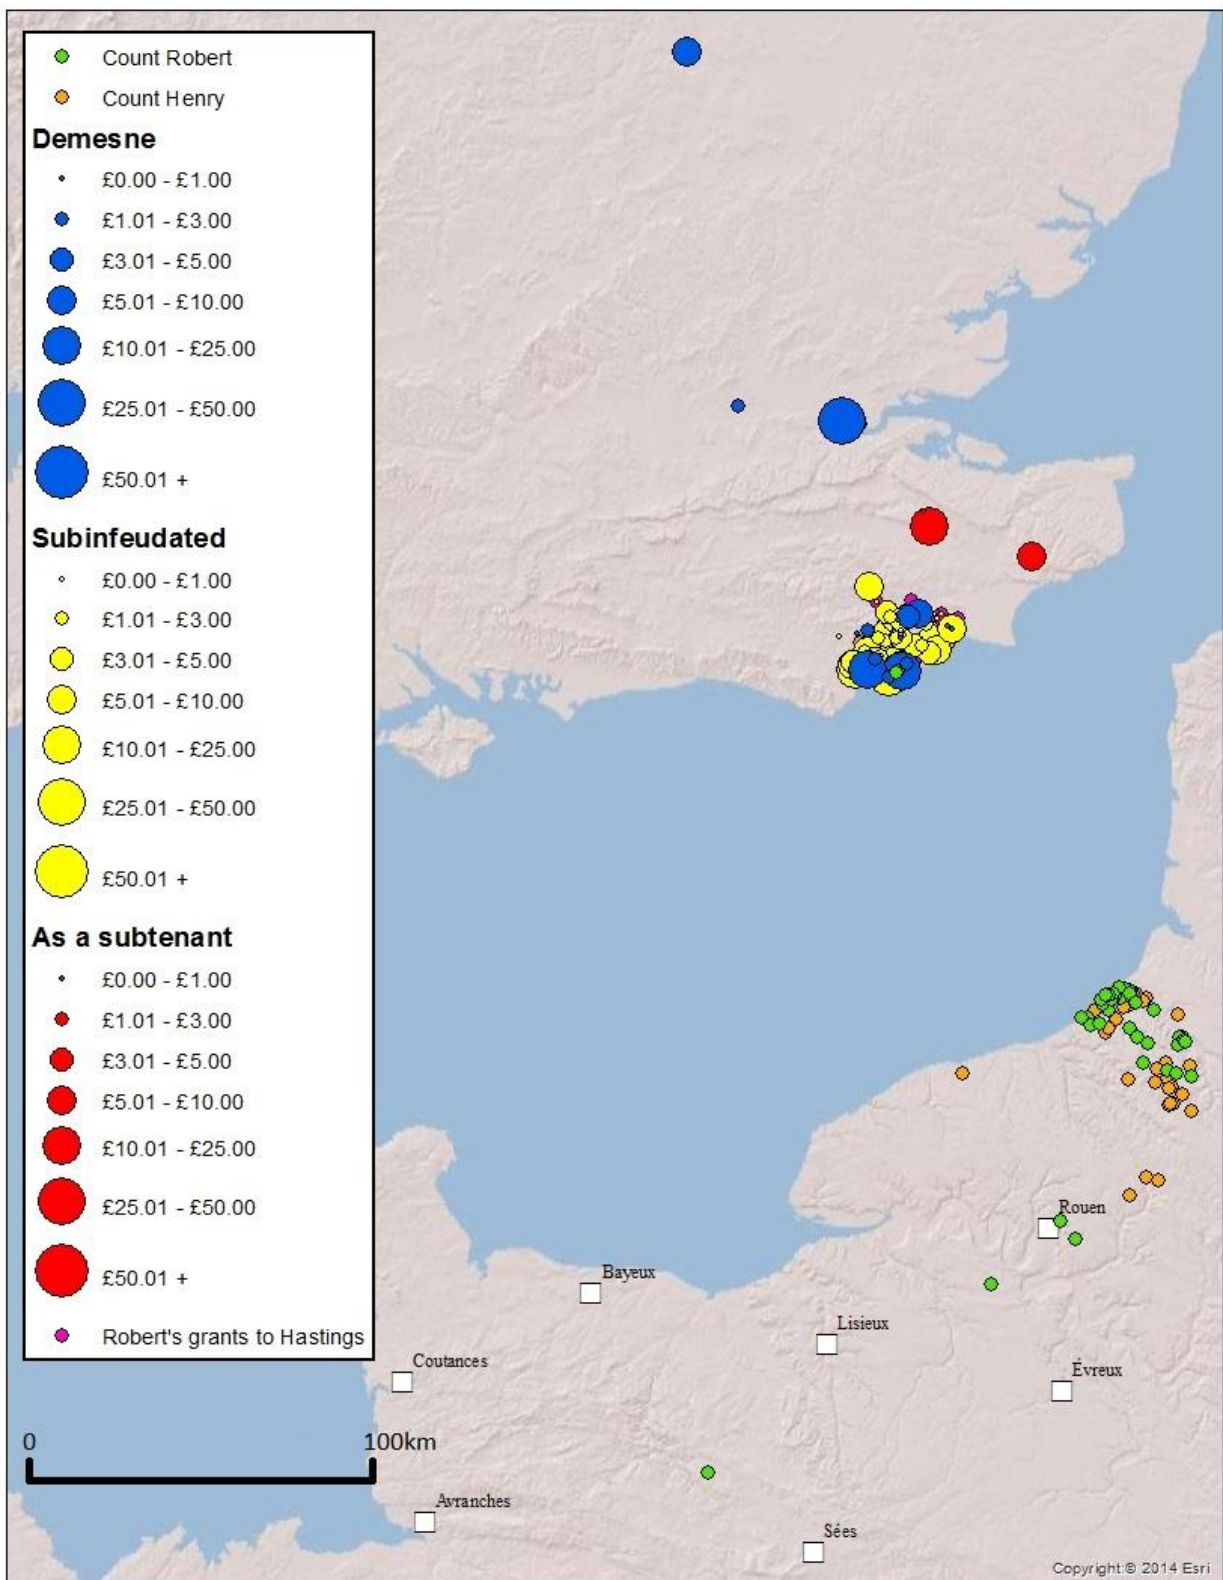 Count Robert
Count Henry
Demesne
£0.00 - £1.00
£1.01 - £3.00
£3.01 - £5.00
£5.01 - £10.00
£10.01 - £25.00
£25.01 - £50.00
£50.01 +
Subinfeudated
£0.00 - £1.00
£1.01 - £3.00
£3.01 - £5.00
£5.01 - £10.00
£10.01 - £25.00
£25.01 - £50.00
£50.01 +
As a subtenant
£0.00 - £1.00
£1.01 - £3.00
£3.01 - £5.00
£5.01 - £10.00
£10.01 - £25.00
£25.01 - £50.00
£50.01 +
Robert's grants to Hastings
Rouen
Bayeux
Lisieux
Coutances
Évreux
0 100km
Avranches
Sées
Copyright:© 2014 Esri